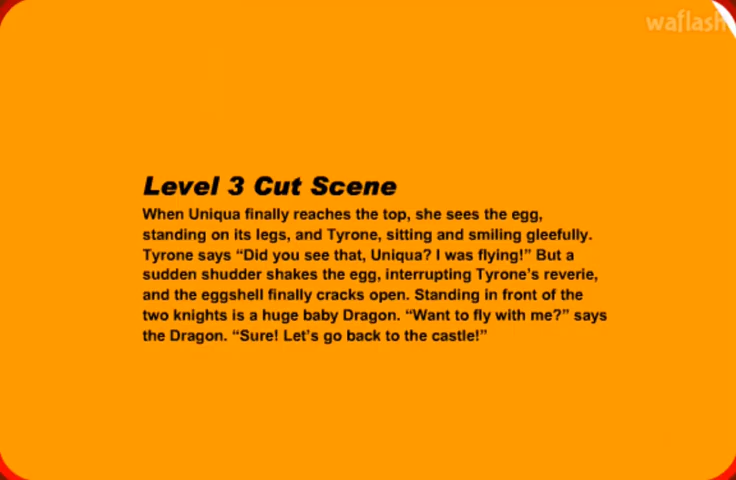 waflash
Level 3 Cut Scene
When Uniqua finally reaches the top, she sees the egg,
standing on its legs, and Tyrone, sitting and smiling gleefully.
Tyrone says “Did you see that, Uniqua? I was flying!” But a
sudden shudder shakes the egg, interrupting Tyrone’s reverie,
and the eggshell finally cracks open. Standing in front of the
two knights is a huge baby Dragon. “Want to fly with me?” says
the Dragon. “Sure! Let’s go back to the castle!”